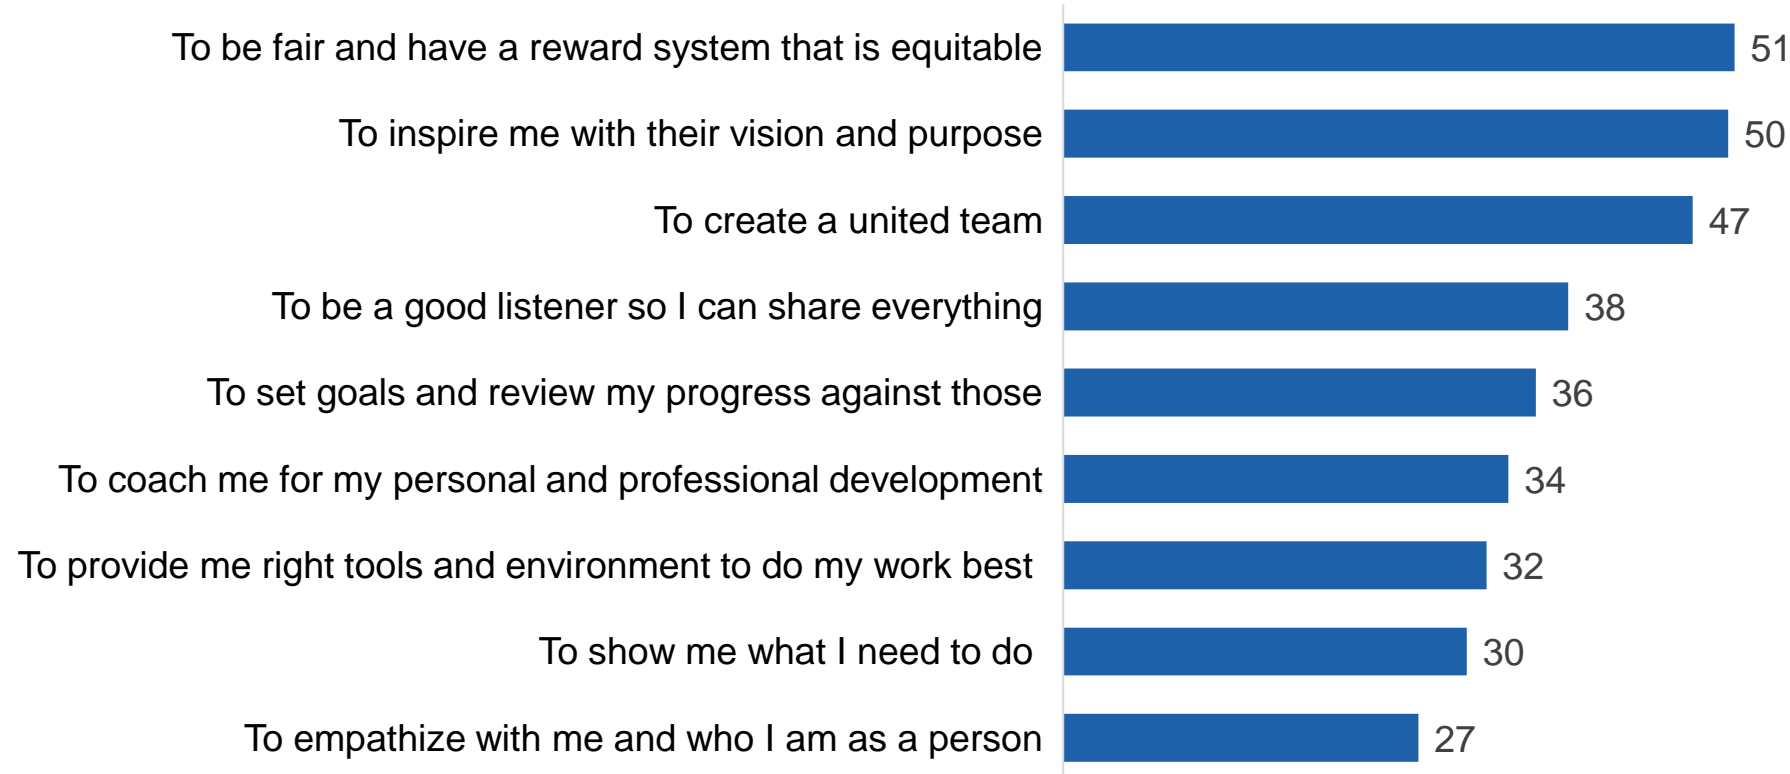 To be fair and have a reward system that is equitable 51
To inspire me with their vision and purpose 50
To create a united team 47
To be a good listener so I can share everything 38
To set goals and review my progress against those 36
To coach me for my personal and professional development 34
To provide me right tools and environment to do my work best 32
To show me what I need to do 30
To empathize with me and who I am as a person 27